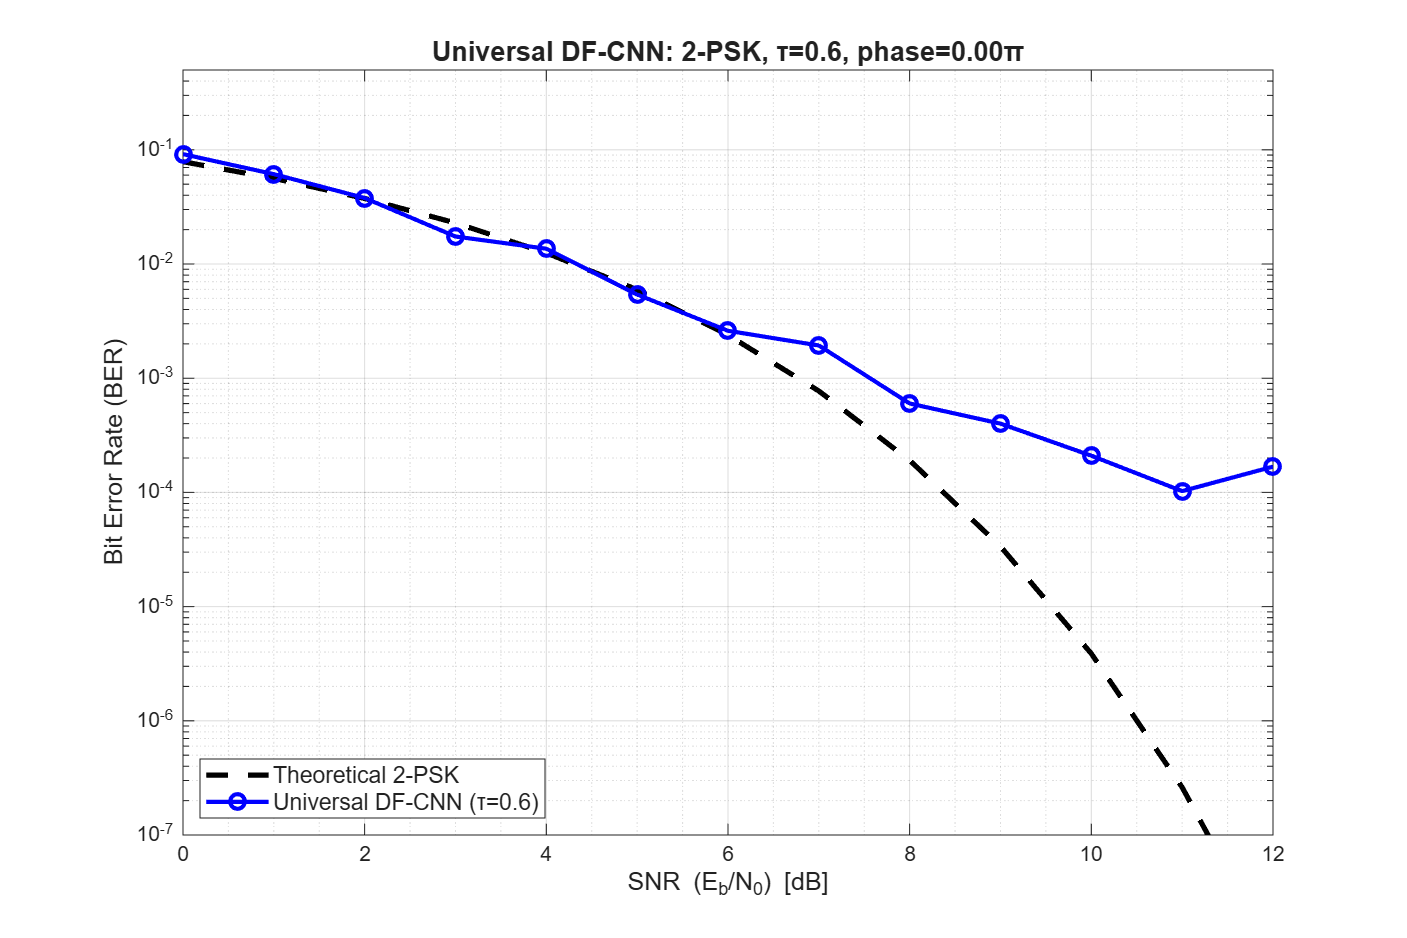 Universal DF-CNN: 2-PSK, τ=0.6, phase=0.00π
Bit Error Rate (BER)
10⁻¹
10⁻²
10⁻³
10⁻⁴
10⁻⁵
10⁻⁶
10⁻⁷
Theoretical 2-PSK
Universal DF-CNN (τ=0.6)
0 2 4 6 8 10 12
SNR (E_b/N_0) [dB]